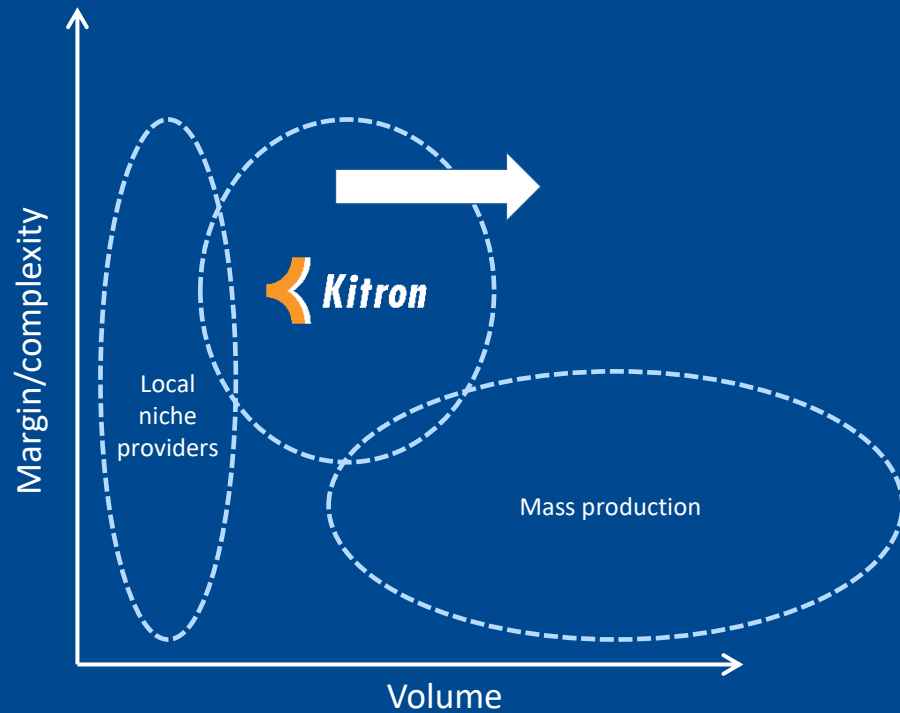 Margin/complexity
Kitron
Local
niche
providers
Mass production
Volume